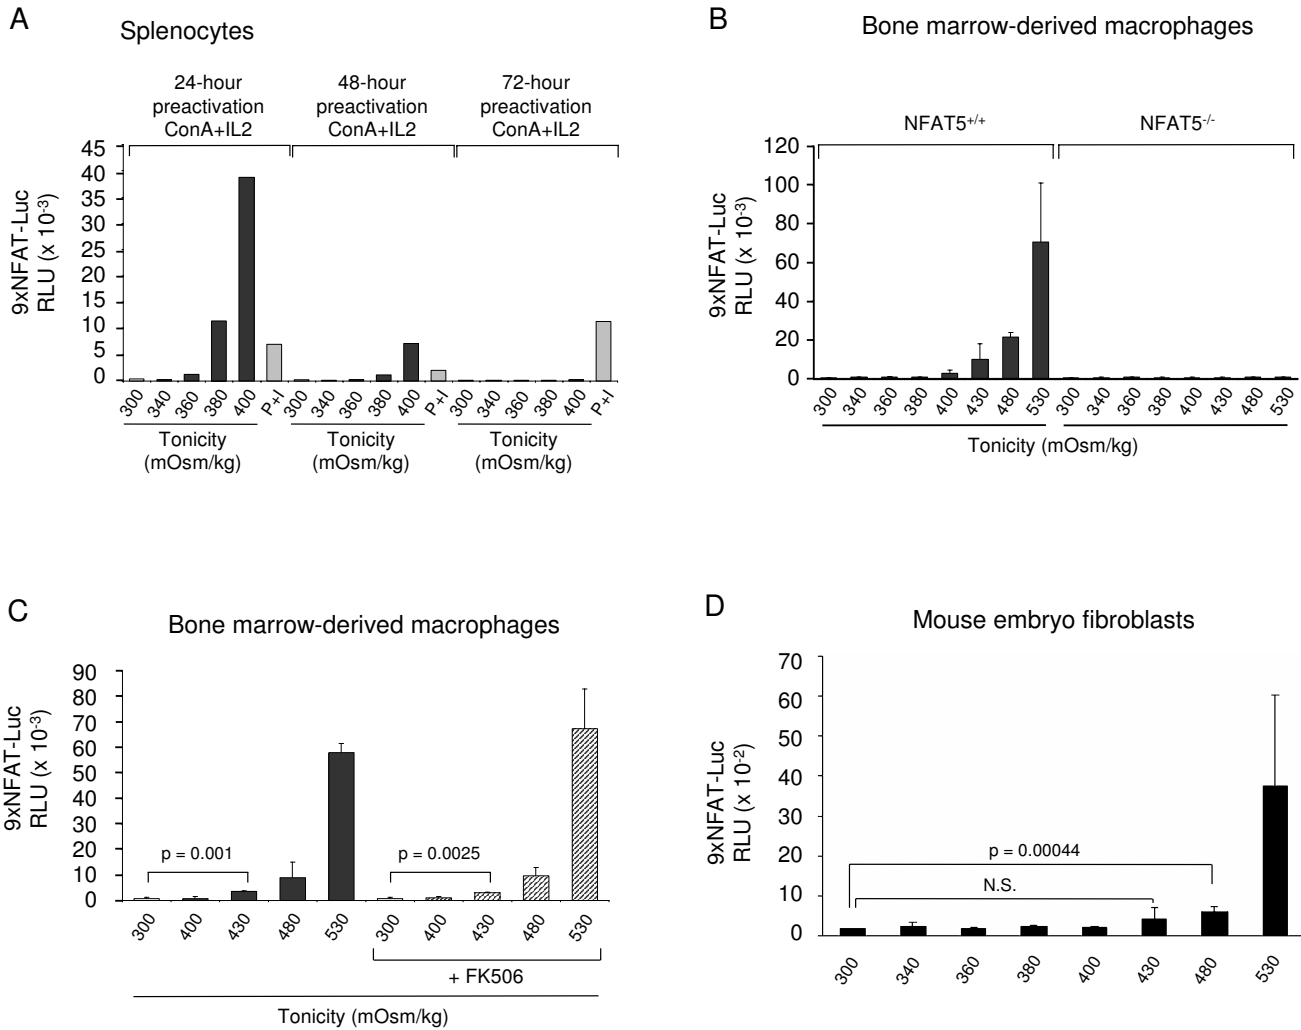 A
Splenocytes
24-hour
preactivation
ConA+IL2
48-hour
preactivation
ConA+IL2
72-hour
preactivation
ConA+IL2
9xNFAT-Luc
RLU (x 10⁻³)
45
40
35
30
25
20
15
10
5
0
300 340 360 380 400 P+I 300 340 360 380 400 P+I 300 340 360 380 400 P+I
Tonicity
(mOsm/kg)
Tonicity
(mOsm/kg)
Tonicity
(mOsm/kg)
B
Bone marrow-derived macrophages
NFAT5⁺/⁺ NFAT5⁻/⁻
9xNFAT-Luc
RLU (x 10⁻³)
120
100
80
60
40
20
0
300 340 360 380 400 430 480 530 300 340 360 380 400 430 480 530
Tonicity (mOsm/kg)
C
Bone marrow-derived macrophages
9xNFAT-Luc
RLU (x 10⁻³)
90
80
70
60
50
40
30
20
10
0
p = 0.001 p = 0.0025
300 400 430 480 530 300 400 430 480 530
+ FK506
Tonicity (mOsm/kg)
D
Mouse embryo fibroblasts
9xNFAT-Luc
RLU (x 10⁻²)
70
60
50
40
30
20
10
0
p = 0.00044
N.S.
300 340 360 380 400 430 480 530